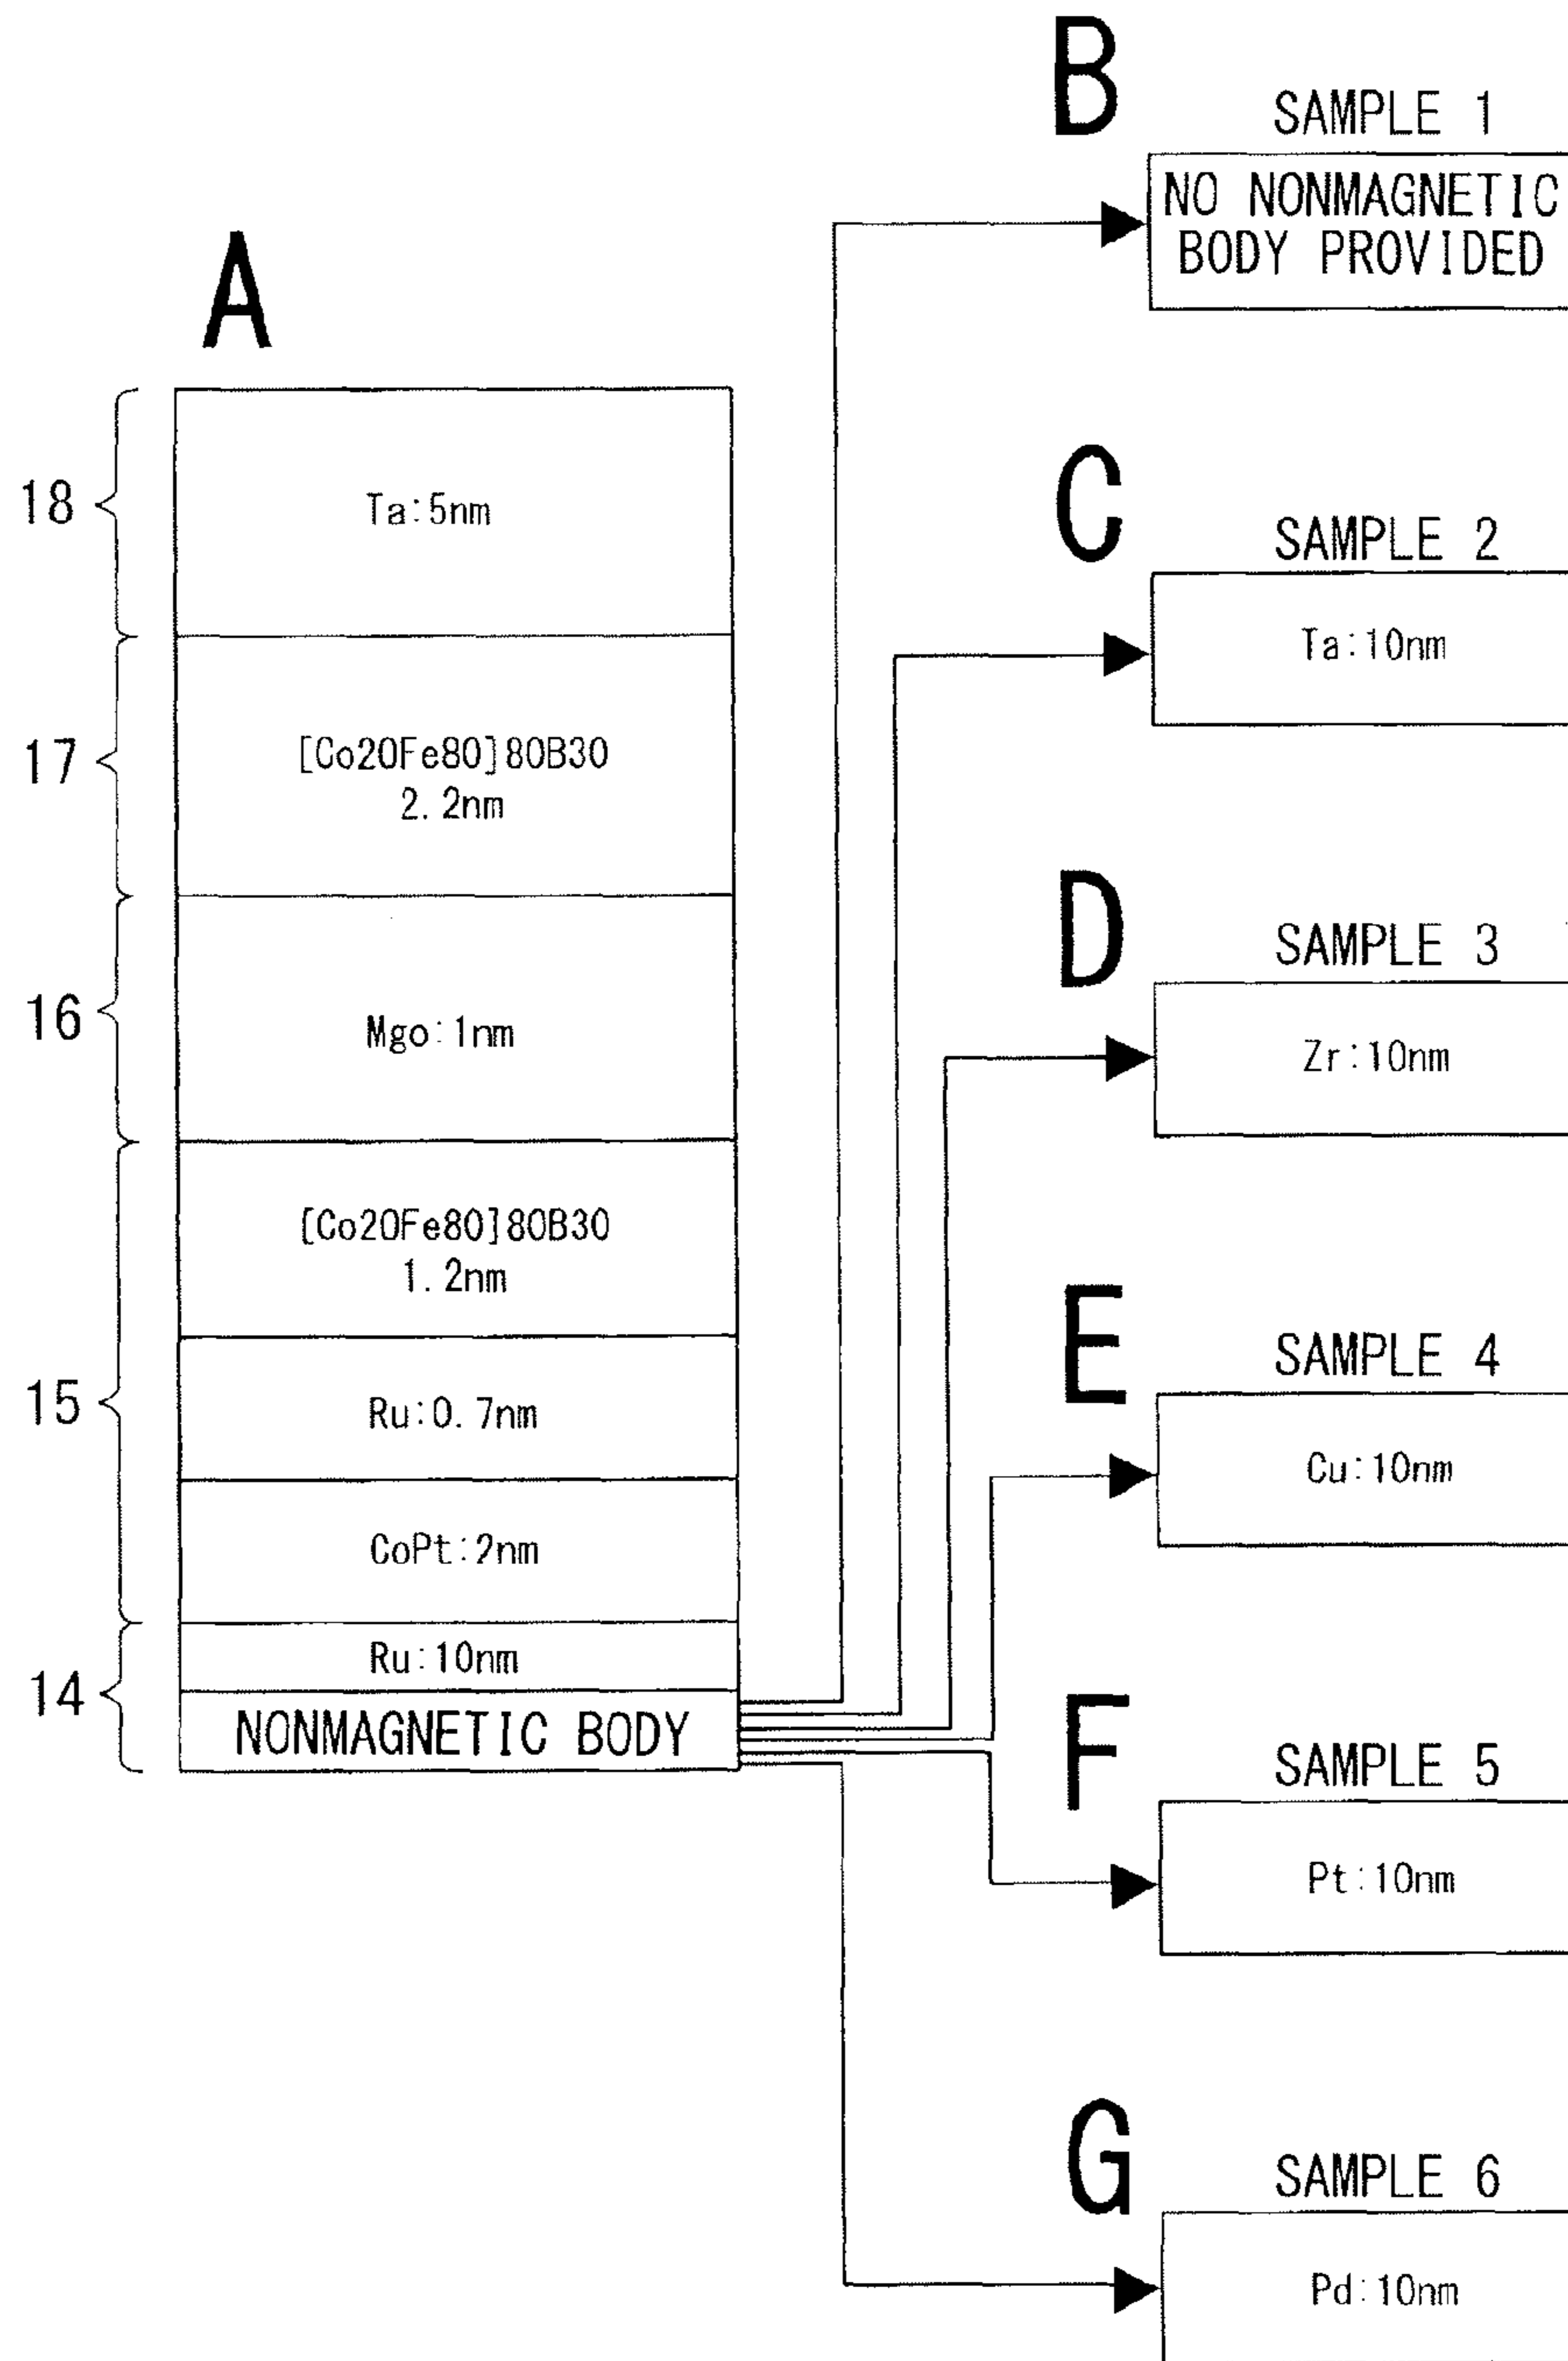 A
18
Ta:5nm
17
[Co20Fe80]80B30
2.2nm
16
Mgo:1nm
15
[Co20Fe80]80B30
1.2nm
Ru:0.7nm
CoPt:2nm
14
Ru:10nm
NONMAGNETIC BODY
B
SAMPLE 1
NO NONMAGNETIC
BODY PROVIDED
C
SAMPLE 2
Ta:10nm
D
SAMPLE 3
Zr:10nm
E
SAMPLE 4
Cu:10nm
F
SAMPLE 5
Pt:10nm
G
SAMPLE 6
Pd:10nm